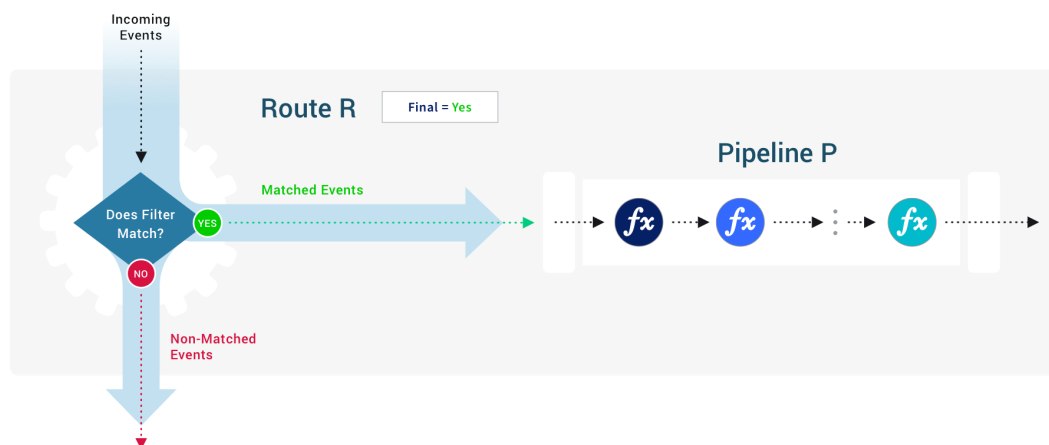 Incoming
Events
Route R
Final = Yes
Pipeline P
Matched Events
Does Filter
Match?
YES
fx
fx
fx
NO
Non-Matched
Events